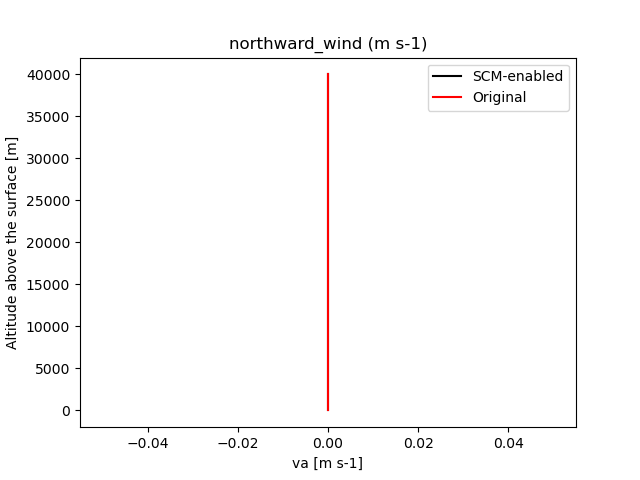 northward_wind (m s-1)
SCM-enabled
Original
40000
35000
30000
25000
20000
15000
10000
5000
0
Altitude above the surface [m]
−0.04
−0.02
0.00
0.02
0.04
va [m s-1]